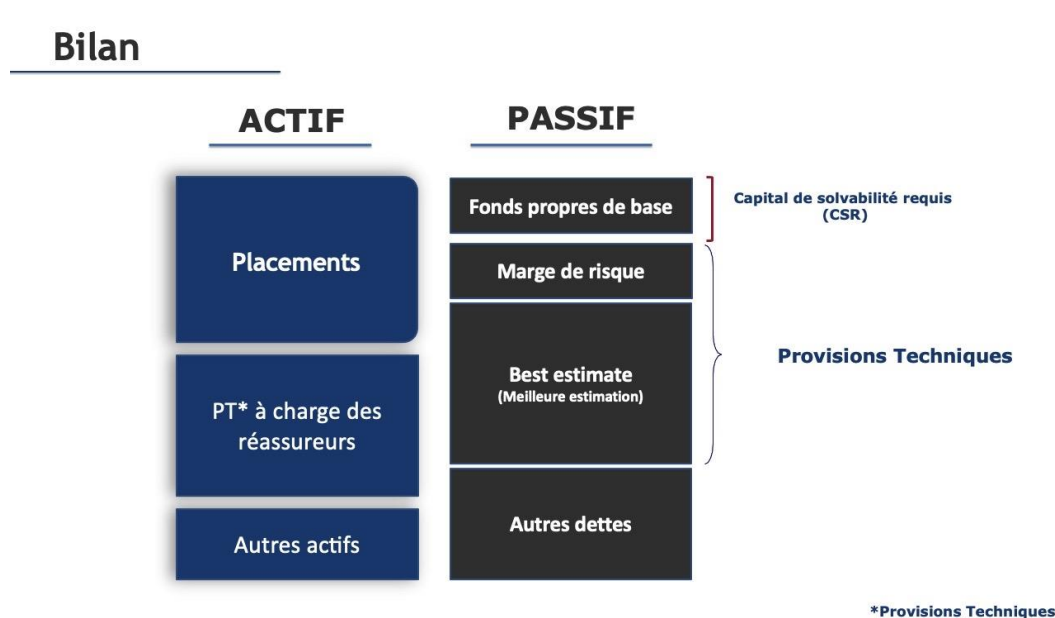 Bilan
ACTIF
PASSIF
Placements
PT* à charge des
réassureurs
Autres actifs
Fonds propres de base
Marge de risque
Best estimate
(Meilleure estimation)
Autres dettes
Capital de solvabilité requis
(CSR)
Provisions Techniques
*Provisions Techniques